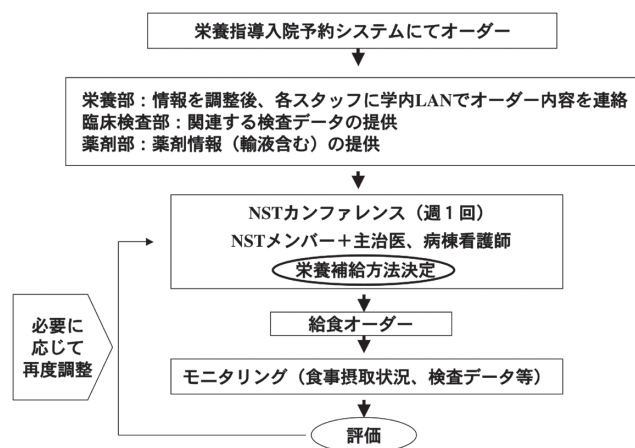 栄養指導入院予約システムにてオーダー
栄養部：情報を調整後、各スタッフに学内LANでオーダー内容を連絡
臨床検査部：関連する検査データの提供
薬剤部：薬剤情報（輸液含む）の提供
NSTカンファレンス（週１回）
NSTメンバー＋主治医、病棟看護師
栄養補給方法決定
給食オーダー
モニタリング（食事摂取状況、検査データ等）
評価
必要に
応じて
再度調整